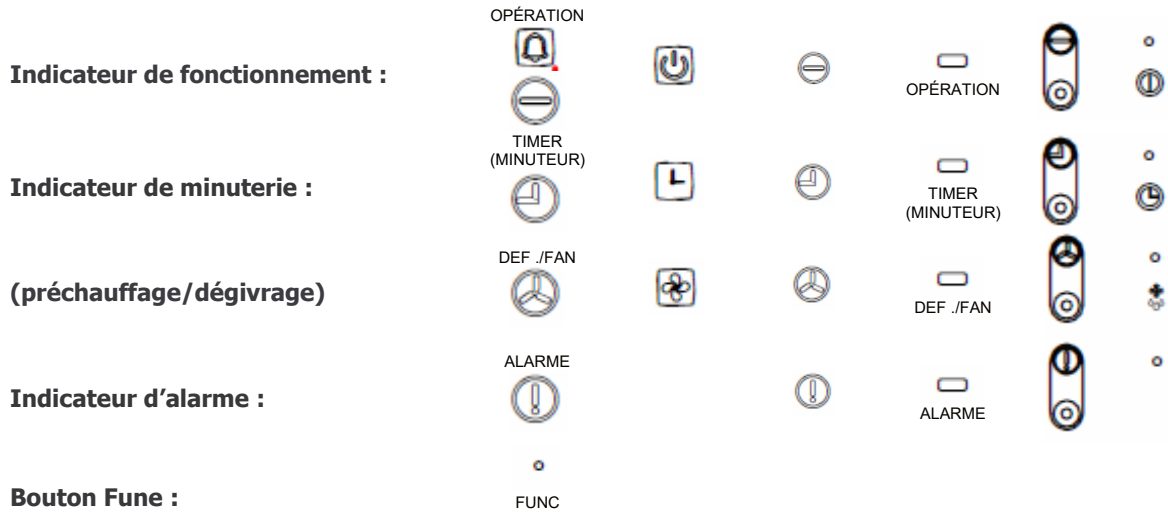 OPÉRATION
Indicateur de fonctionnement :
OPÉRATION
TIMER
(MINUTEUR)
Indicateur de minuterie :
TIMER
(MINUTEUR)
DEF ./FAN
(préchauffage/dégivrage)
DEF ./FAN
ALARME
Indicateur d’alarme :
ALARME
Bouton Fune :
FUNC